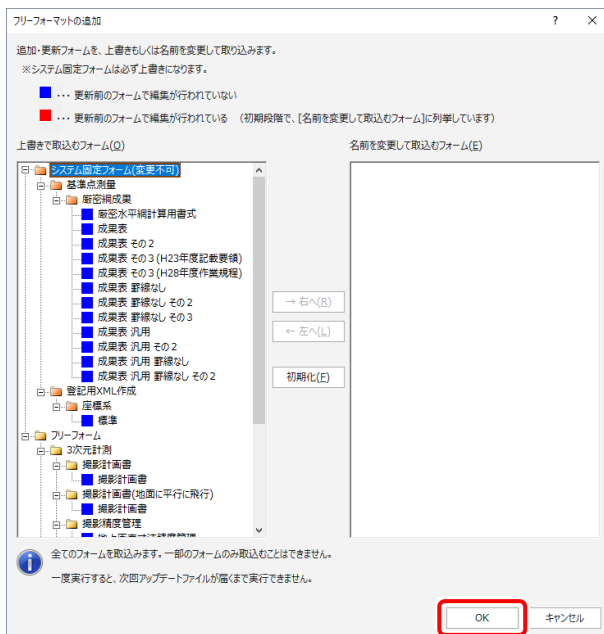 フリーフォーマットの追加
追加・更新フォームを、上書きもしくは名前を変更して取り込みます。
※システム固定フォームは必ず上書きになります。
・・・ 更新前のフォームで編集が行われていない
・・・ 更新前のフォームで編集が行われている （初期段階で、[名前を変更して取込むフォーム]に列挙しています）
上書きで取込むフォーム(O)
名前を変更して取込むフォーム(E)
システム固定フォーム(変更不可)
基準点測量
厳密網成果
厳密水平網計算用書式
成果表
成果表 その２
成果表 その３(H23年度記載要領)
成果表 その３(H28年度作業規程)
成果表 罫線なし
成果表 罫線なし その２
成果表 罫線なし その３
成果表 汎用
成果表 汎用 その２
成果表 汎用 罫線なし
成果表 汎用 罫線なし その２
登記用XML作成
座標系
標準
フリーフォーム
3次元計測
撮影計画書
撮影計画書
撮影計画書(地面に平行に飛行)
撮影計画書
撮影精度管理
→ 右へ(R)
← 左へ(L)
初期化(F)
全てのフォームを取込みます。一部のフォームのみ取込むことはできません。
一度実行すると、次回アップデートファイルが届くまで実行できません。
OK
キャンセル